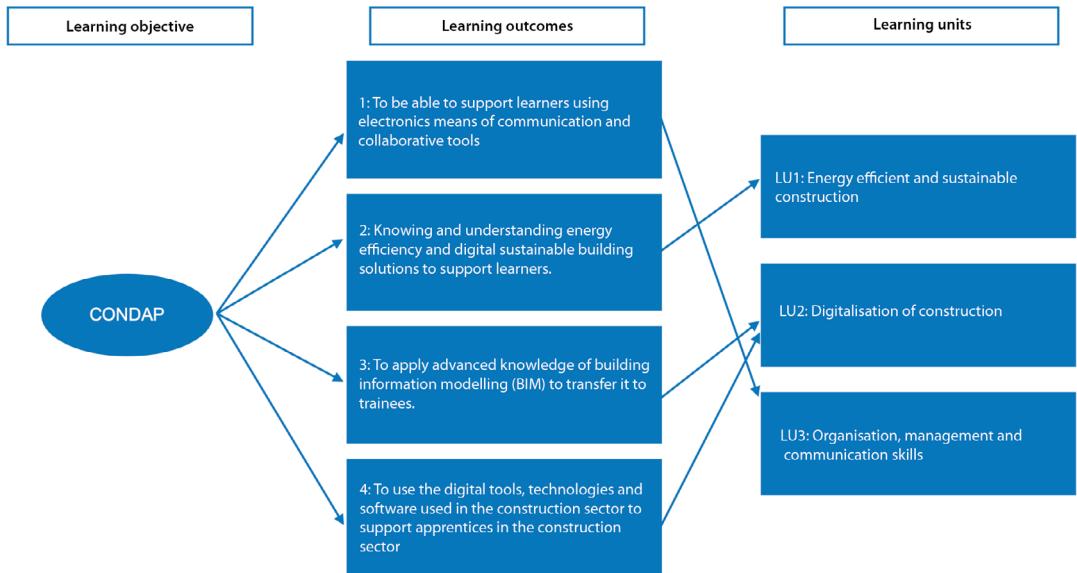 Learning objective
Learning outcomes
Learning units
CONDAP
1: To be able to support learners using
electronics means of communication and
collaborative tools
2: Knowing and understanding energy
efficiency and digital sustainable building
solutions to support learners.
3: To apply advanced knowledge of building
information modelling (BIM) to transfer it to
trainees.
4: To use the digital tools, technologies and
software used in the construction sector to
support apprentices in the construction
sector
LU1: Energy efficient and sustainable
construction
LU2: Digitalisation of construction
LU3: Organisation, management and
communication skills